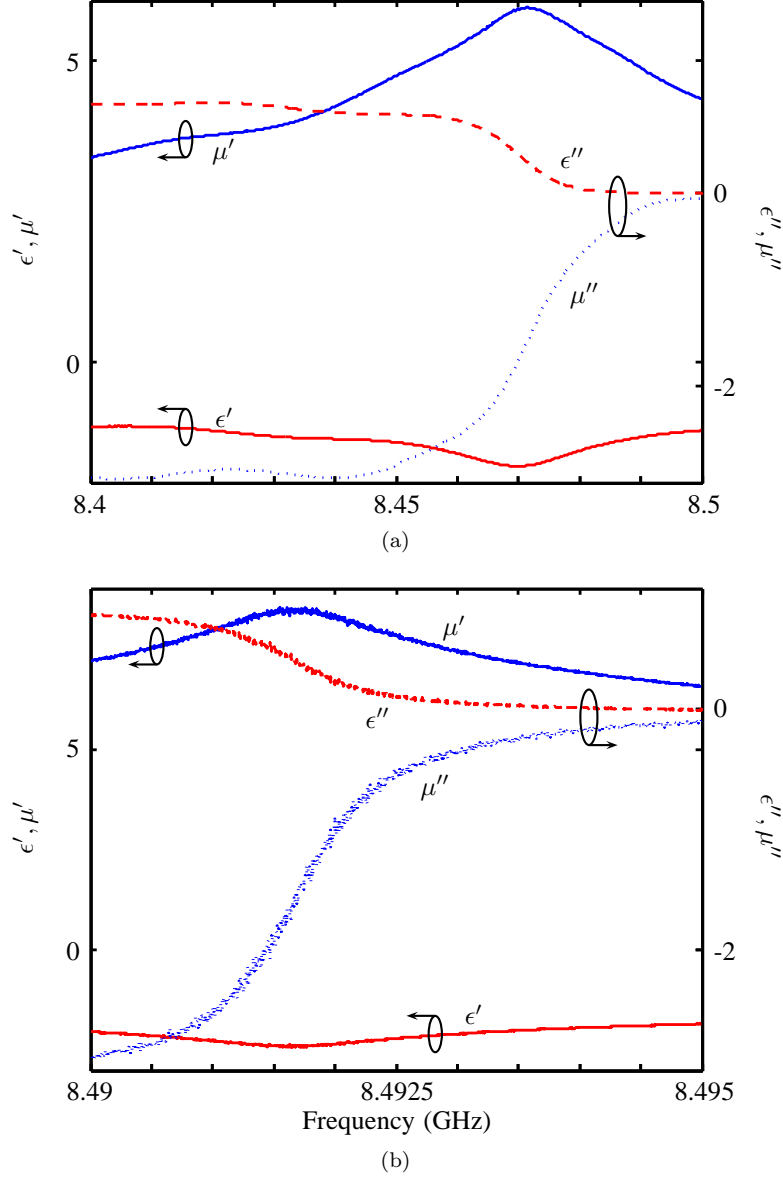 5
0
ϵ′, μ′
μ′
ϵ″
μ″
ϵ′
0
-2
ϵ″, μ″
8.4
8.45
8.5
(a)
5
0
ϵ′, μ′
μ′
ϵ″
μ″
ϵ′
0
-2
ϵ″, μ″
8.49
8.4925
8.495
Frequency (GHz)
(b)